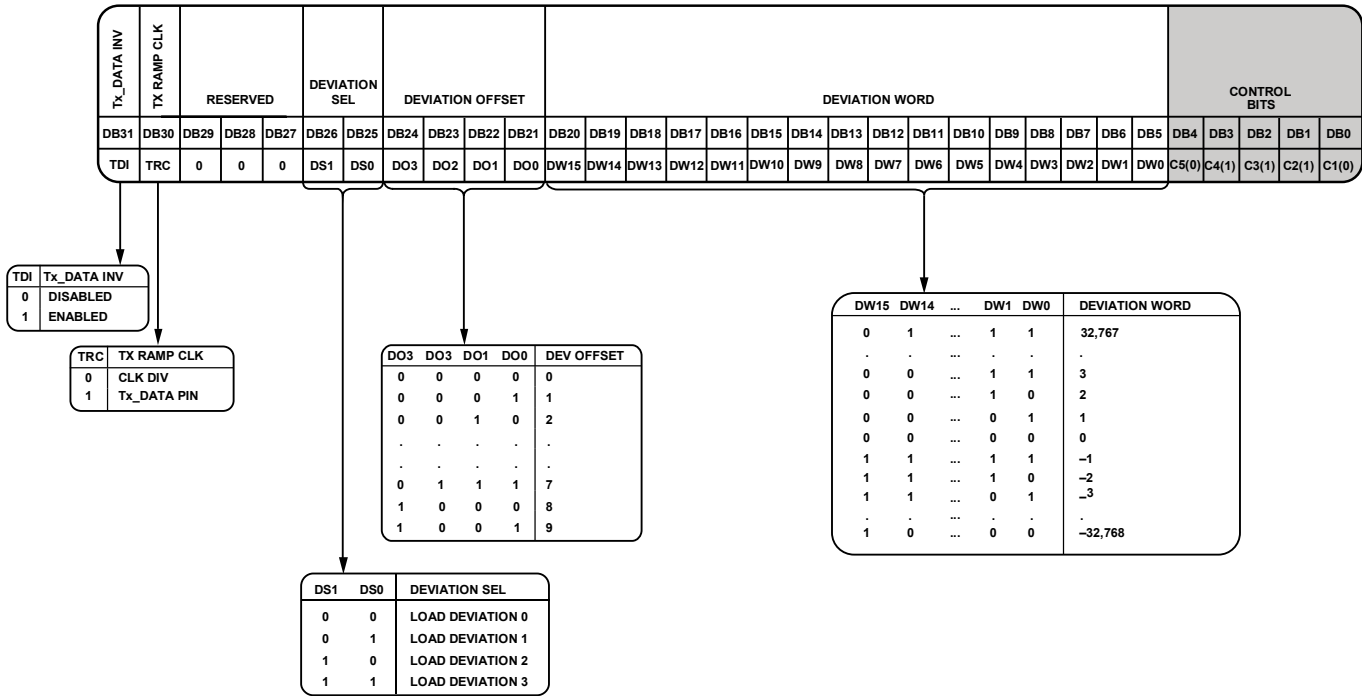 Tx_DATA INV
TX RAMP CLK
RESERVED
DEVIATION
SEL
DEVIATION OFFSET
DEVIATION WORD
CONTROL
BITS
DB31 DB30 DB29 DB28 DB27 DB26 DB25 DB24 DB23 DB22 DB21 DB20 DB19 DB18 DB17 DB16 DB15 DB14 DB13 DB12 DB11 DB10 DB9 DB8 DB7 DB6 DB5 DB4 DB3 DB2 DB1 DB0
TDI TRC 0 0 0 DS1 DS0 DO3 DO2 DO1 DO0 DW15 DW14 DW13 DW12 DW11 DW10 DW9 DW8 DW7 DW6 DW5 DW4 DW3 DW2 DW1 DW0 C5(0) C4(1) C3(1) C2(1) C1(0)
TDI Tx_DATA INV
0 DISABLED
1 ENABLED
TRC TX RAMP CLK
0 CLK DIV
1 Tx_DATA PIN
DO3 DO3 DO1 DO0 DEV OFFSET
0 0 0 0 0
0 0 0 1 1
0 0 1 0 2
. . . . .
. . . . .
0 1 1 1 7
1 0 0 0 8
1 0 0 1 9
DS1 DS0 DEVIATION SEL
0 0 LOAD DEVIATION 0
0 1 LOAD DEVIATION 1
1 0 LOAD DEVIATION 2
1 1 LOAD DEVIATION 3
DW15 DW14 ... DW1 DW0 DEVIATION WORD
0 1 ... 1 1 32,767
. . ... . . .
0 0 ... 1 1 3
0 0 ... 1 0 2
0 0 ... 0 1 1
0 0 ... 0 0 0
1 1 ... 1 1 –1
1 1 ... 1 0 –2
1 1 ... 0 1 –3
. . ... . . .
1 0 ... 0 0 –32,768